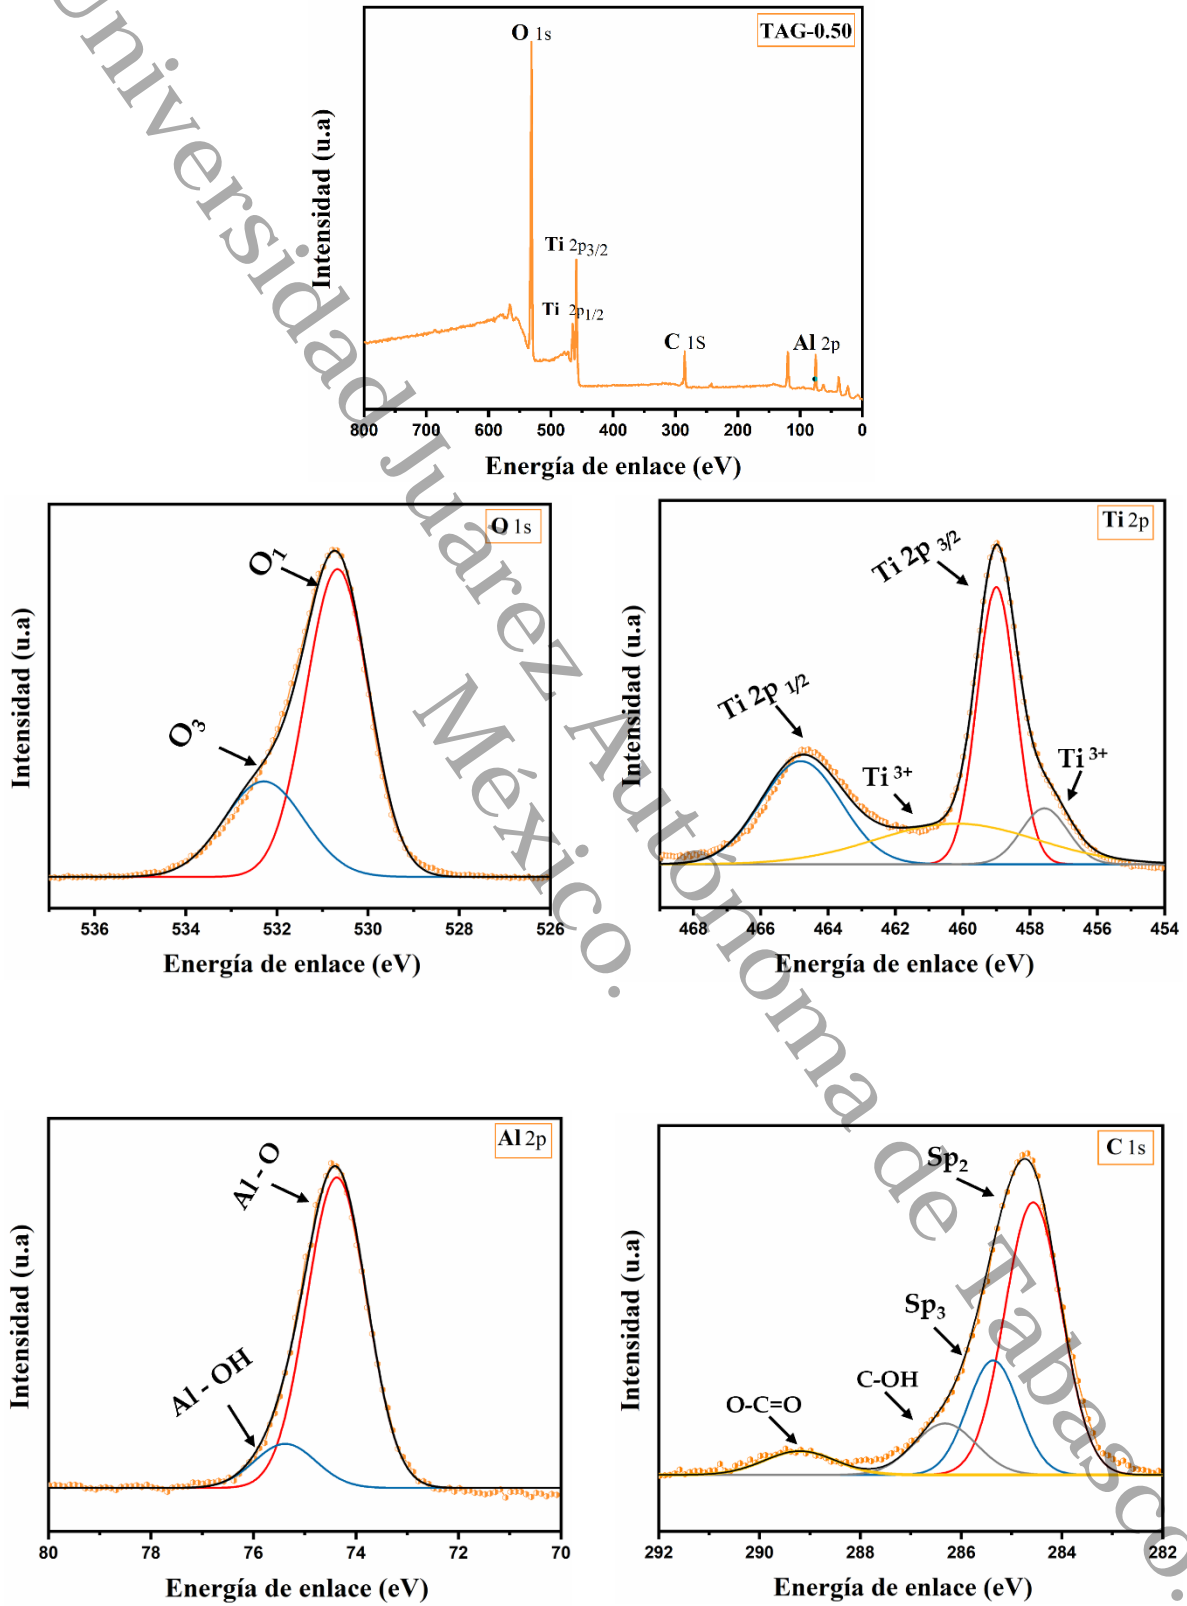 TAG-0.50
O 1s
Ti 2p3/2
Ti 2p1/2
C 1S
Al 2p
Intensidad (u.a)
800 700 600 500 400 300 200 100 0
Energía de enlace (eV)
O 1s
O1
O3
Intensidad (u.a)
536 534 532 530 528 526
Energía de enlace (eV)
Ti 2p
Ti 2p 3/2
Ti 2p 1/2
Ti 3+
Ti 3+
Intensidad (u.a)
468 466 464 462 460 458 456 454
Energía de enlace (eV)
Al 2p
Al - O
Al - OH
Intensidad (u.a)
80 78 76 74 72 70
Energía de enlace (eV)
C 1s
Sp2
Sp3
C-OH
O-C=O
Intensidad (u.a)
292 290 288 286 284 282
Energía de enlace (eV)
Universidad Juárez Autónoma de Tabasco.
México.